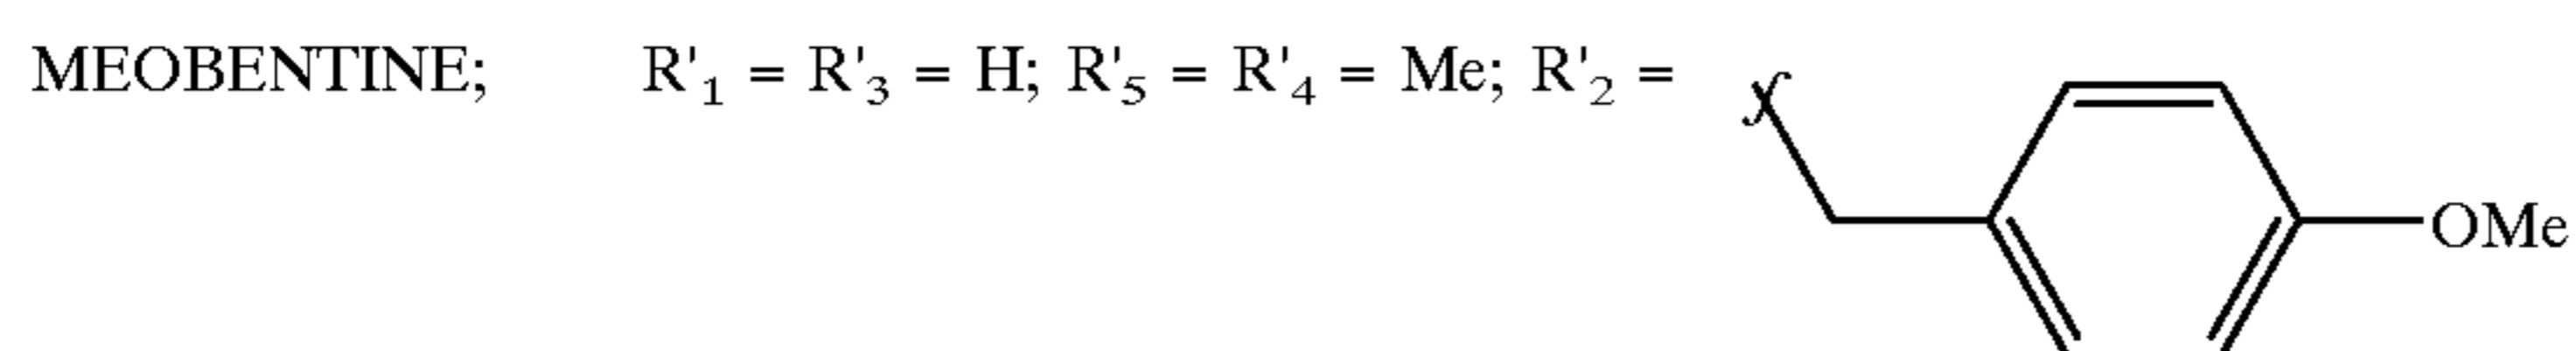 MEOBENTINE; R'₁ = R'₃ = H; R'₅ = R'₄ = Me; R'₂ =
OMe